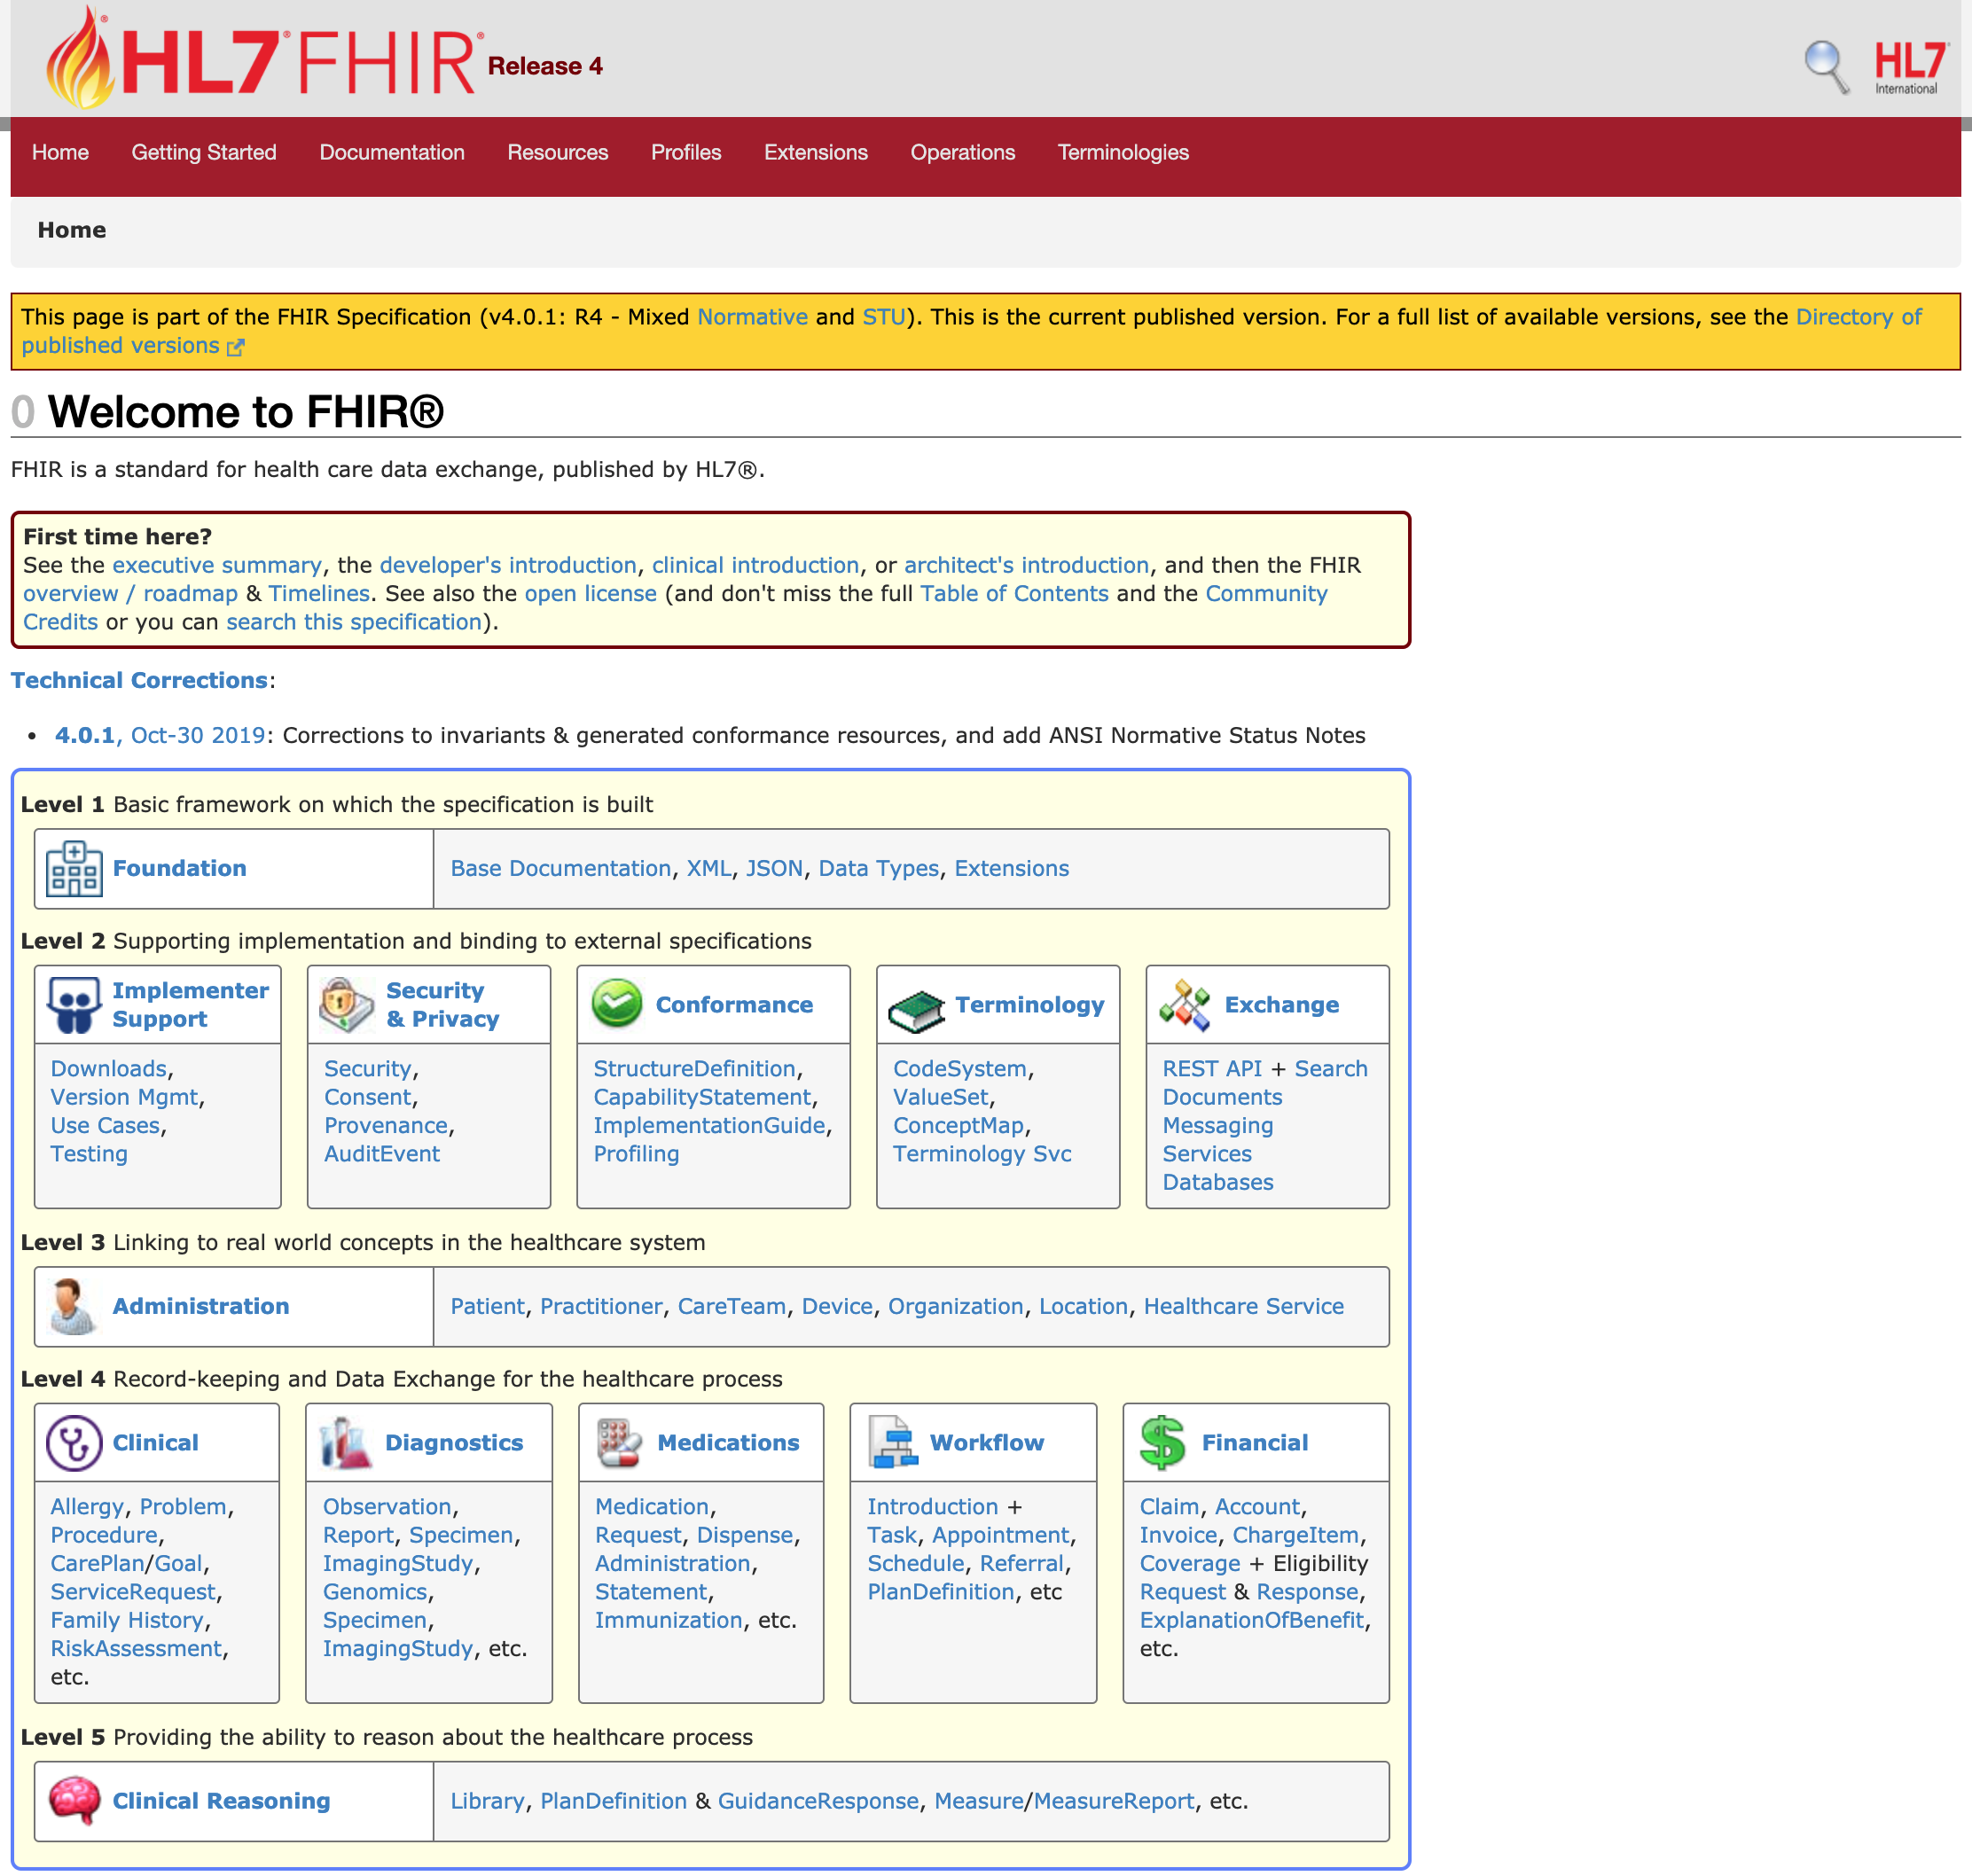 HL7® FHIR® Release 4
HL7®
International
Home Getting Started Documentation Resources Profiles Extensions Operations Terminologies
Home
This page is part of the FHIR Specification (v4.0.1: R4 - Mixed Normative and STU). This is the current published version. For a full list of available versions, see the Directory of
published versions
0 Welcome to FHIR®
FHIR is a standard for health care data exchange, published by HL7®.
First time here?
See the executive summary, the developer's introduction, clinical introduction, or architect's introduction, and then the FHIR
overview / roadmap & Timelines. See also the open license (and don't miss the full Table of Contents and the Community
Credits or you can search this specification).
Technical Corrections:
• 4.0.1, Oct-30 2019: Corrections to invariants & generated conformance resources, and add ANSI Normative Status Notes
Level 1 Basic framework on which the specification is built
Foundation
Base Documentation, XML, JSON, Data Types, Extensions
Level 2 Supporting implementation and binding to external specifications
Implementer
Support
Downloads,
Version Mgmt,
Use Cases,
Testing
Security
& Privacy
Security,
Consent,
Provenance,
AuditEvent
Conformance
StructureDefinition,
CapabilityStatement,
ImplementationGuide,
Profiling
Terminology
CodeSystem,
ValueSet,
ConceptMap,
Terminology Svc
Exchange
REST API + Search
Documents
Messaging
Services
Databases
Level 3 Linking to real world concepts in the healthcare system
Administration
Patient, Practitioner, CareTeam, Device, Organization, Location, Healthcare Service
Level 4 Record-keeping and Data Exchange for the healthcare process
Clinical
Allergy, Problem,
Procedure,
CarePlan/Goal,
ServiceRequest,
Family History,
RiskAssessment,
etc.
Diagnostics
Observation,
Report, Specimen,
ImagingStudy,
Genomics,
Specimen,
ImagingStudy, etc.
Medications
Medication,
Request, Dispense,
Administration,
Statement,
Immunization, etc.
Workflow
Introduction +
Task, Appointment,
Schedule, Referral,
PlanDefinition, etc
Financial
Claim, Account,
Invoice, ChargeItem,
Coverage + Eligibility
Request & Response,
ExplanationOfBenefit,
etc.
Level 5 Providing the ability to reason about the healthcare process
Clinical Reasoning
Library, PlanDefinition & GuidanceResponse, Measure/MeasureReport, etc.